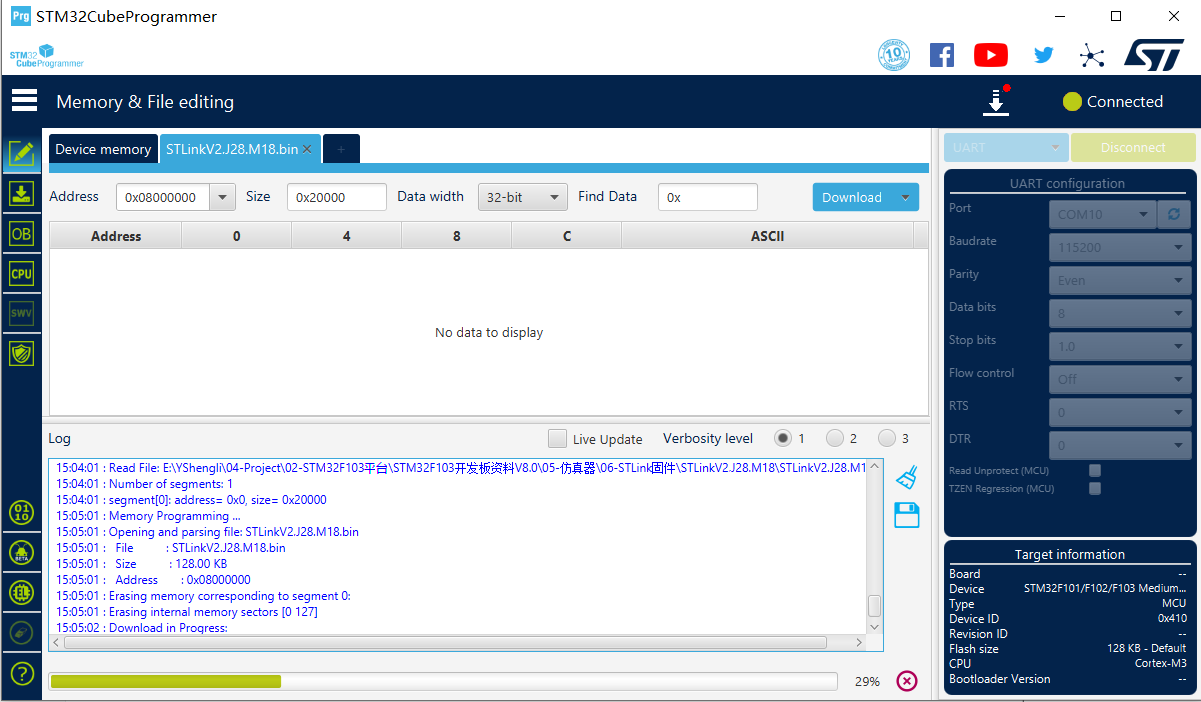 Prg STM32CubeProgrammer
STM32
CubeProgrammer
10
YEARS
ST
Memory & File editing
Connected
Device memory
STLinkV2.J28.M18.bin ×
+
UART
Disconnect
Address 0x08000000 Size 0x20000 Data width 32-bit Find Data 0x Download
Address 0 4 8 C ASCII
No data to display
OB
CPU
SWV
01
10
BETA
EL
?
Log
Live Update Verbosity level 1 2 3
15:04:01 : Read File: E:\YShengli\04-Project\02-STM32F103平台\STM32F103开发板资料V8.0\05-仿真器\06-STLink固件\STLinkV2.J28.M18\STLinkV2.J28.M1
15:04:01 : Number of segments: 1
15:04:01 : segment[0]: address= 0x0, size= 0x20000
15:05:01 : Memory Programming ...
15:05:01 : Opening and parsing file: STLinkV2.J28.M18.bin
15:05:01 : File : STLinkV2.J28.M18.bin
15:05:01 : Size : 128.00 KB
15:05:01 : Address : 0x08000000
15:05:01 : Erasing memory corresponding to segment 0:
15:05:01 : Erasing internal memory sectors [0 127]
15:05:02 : Download in Progress:
29%
UART configuration
Port COM10
Baudrate 115200
Parity Even
Data bits 8
Stop bits 1.0
Flow control Off
RTS 0
DTR 0
Read Unprotect (MCU)
TZEN Regression (MCU)
Target information
Board --
Device STM32F101/F102/F103 Medium...
Type MCU
Device ID 0x410
Revision ID --
Flash size 128 KB - Default
CPU Cortex-M3
Bootloader Version --